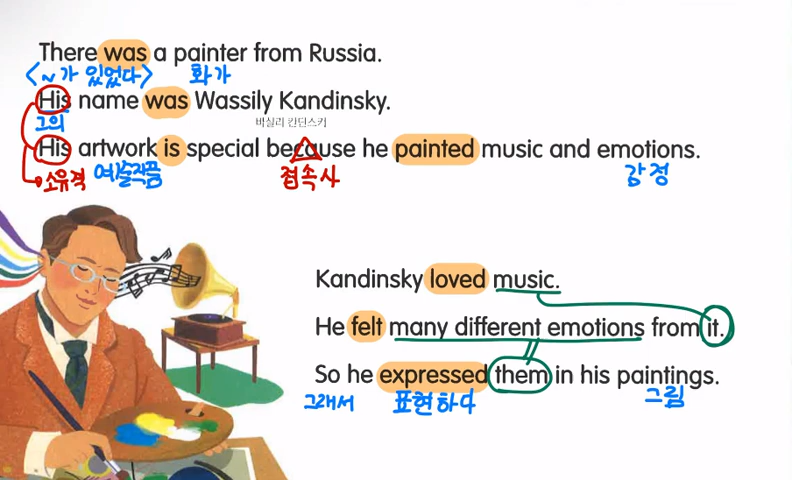 There was a painter from Russia.
<~가 있었다> 화가
His name was Wassily Kandinsky.
그의 바실리 칸딘스키
His artwork is special because he painted music and emotions.
소유격 예술작품 접속사 감정
Kandinsky loved music.
He felt many different emotions from it.
So he expressed them in his paintings.
그래서 표현하다 그림